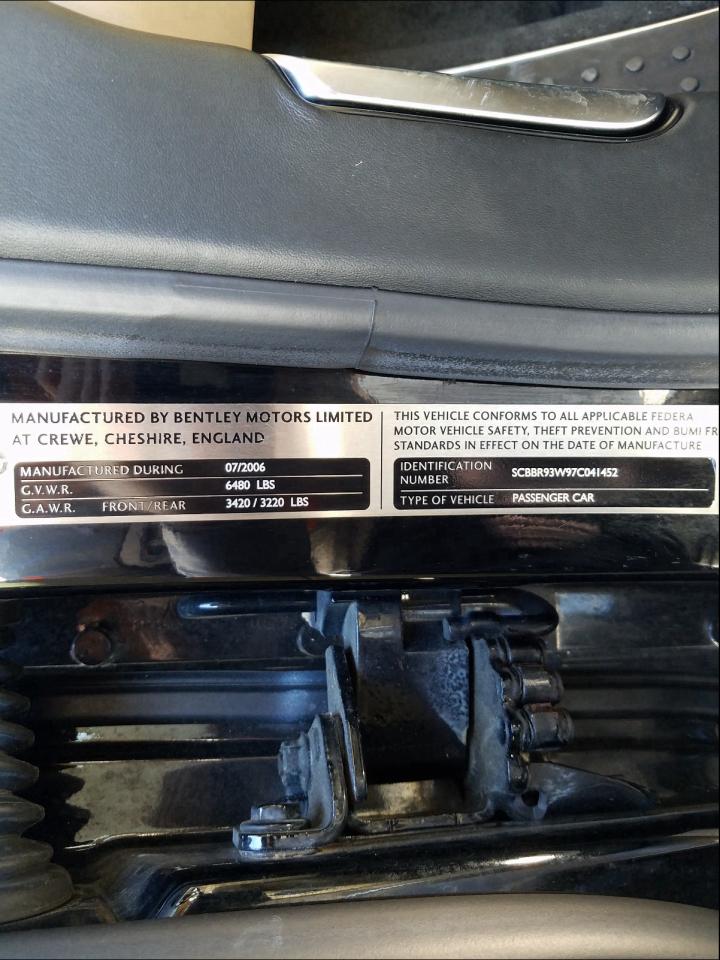 MANUFACTURED BY BENTLEY MOTORS LIMITED
AT CREWE, CHESHIRE, ENGLAND
MANUFACTURED DURING 07/2006
G.V.W.R. 6480 LBS
G.A.W.R. FRONT/REAR 3420 / 3220 LBS
THIS VEHICLE CONFORMS TO ALL APPLICABLE FEDERA
MOTOR VEHICLE SAFETY, THEFT PREVENTION AND BUM
STANDARDS IN EFFECT ON THE DATE OF MANUFACTURE
IDENTIFICATION
NUMBER SCBBR93W97C041452
TYPE OF VEHICLE PASSENGER CAR